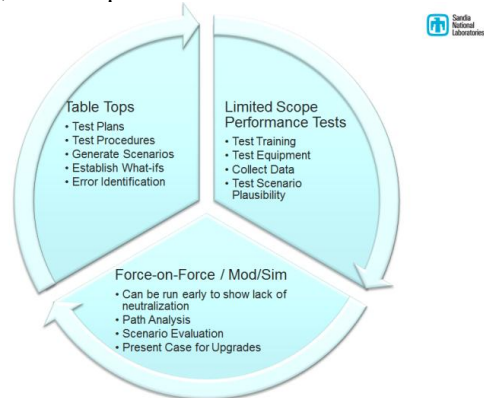 Sandia
National
Laboratories
Table Tops
• Test Plans
• Test Procedures
• Generate Scenarios
• Establish What-ifs
• Error Identification
Limited Scope
Performance Tests
• Test Training
• Test Equipment
• Collect Data
• Test Scenario
Plausibility
Force-on-Force / Mod/Sim
• Can be run early to show lack of
neutralization
• Path Analysis
• Scenario Evaluation
• Present Case for Upgrades